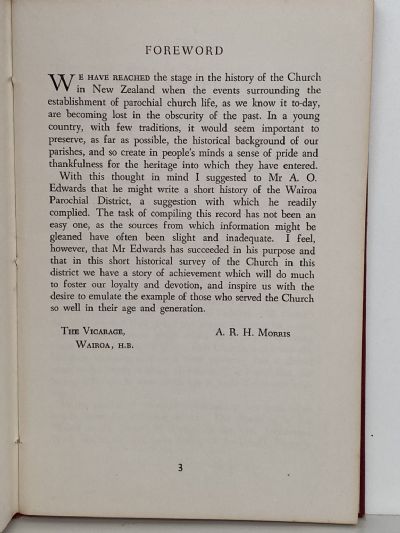 FOREWORD
WE HAVE REACHED the stage in the history of the Church
in New Zealand when the events surrounding the
establishment of parochial church life, as we know it to-day,
are becoming lost in the obscurity of the past. In a young
country, with few traditions, it would seem important to
preserve, as far as possible, the historical background of our
parishes, and so create in people's minds a sense of pride and
thankfulness for the heritage into which they have entered.
With this thought in mind I suggested to Mr A. O.
Edwards that he might write a short history of the Wairoa
Parochial District, a suggestion with which he readily
complied. The task of compiling this record has not been an
easy one, as the sources from which information might be
gleaned have often been slight and inadequate. I feel,
however, that Mr Edwards has succeeded in his purpose and
that in this short historical survey of the Church in this
district we have a story of achievement which will do much
to foster our loyalty and devotion, and inspire us with the
desire to emulate the example of those who served the Church
so well in their age and generation.
THE VICARAGE, A. R. H. MORRIS
WAIROA, H.B.
3